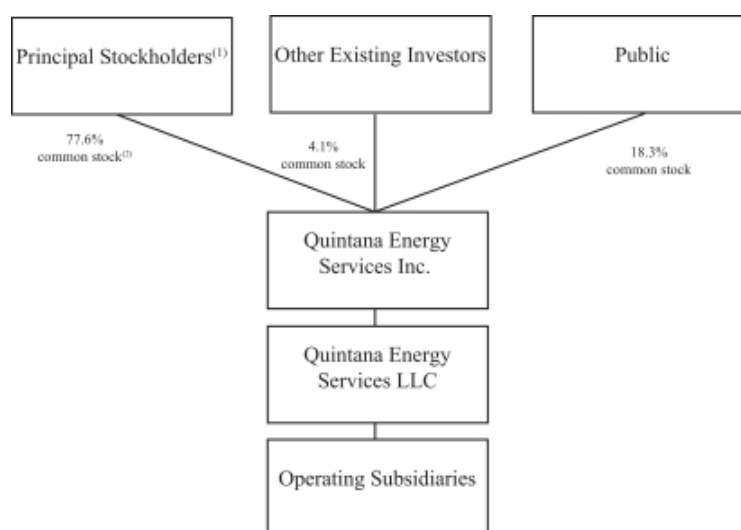 Principal Stockholders(1)
Other Existing Investors
Public
77.6%
common stock(2)
4.1%
common stock
18.3%
common stock
Quintana Energy
Services Inc.
Quintana Energy
Services LLC
Operating Subsidiaries